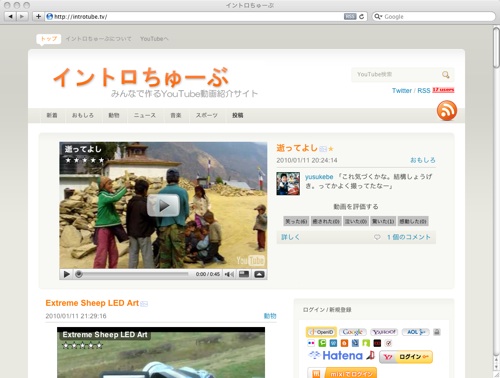 イントロちゅーぶ
http://introtube.tv/
RSS
Google
トップ
イントロちゅーぶについて
YouTubeへ
イントロちゅーぶ
みんなで作るYouTube動画紹介サイト
YouTube検索
Twitter / RSS
新着 おもしろ 動物 ニュース 音楽 スポーツ 投稿
逝ってよし
★★★★★
YouTube
0:00 / 0:45
逝ってよし
2010/01/11 20:24:14
おもしろ
yusukebe 「これ気づくかな。結構しょうげ
き。ってかよく撮ってたなー」
動画を評価する
笑った(6) 癒された(0) 泣いた(0) 驚いた(1) 感動した(0)
詳しく
1 個のコメント
Extreme Sheep LED Art
2010/01/11 21:29:16
動物
Extreme Sheep LED Art
ログイン / 新規登録
OpenID Google YAHOO! AOL
Hatena
Y! ログイン
mixiでログイン